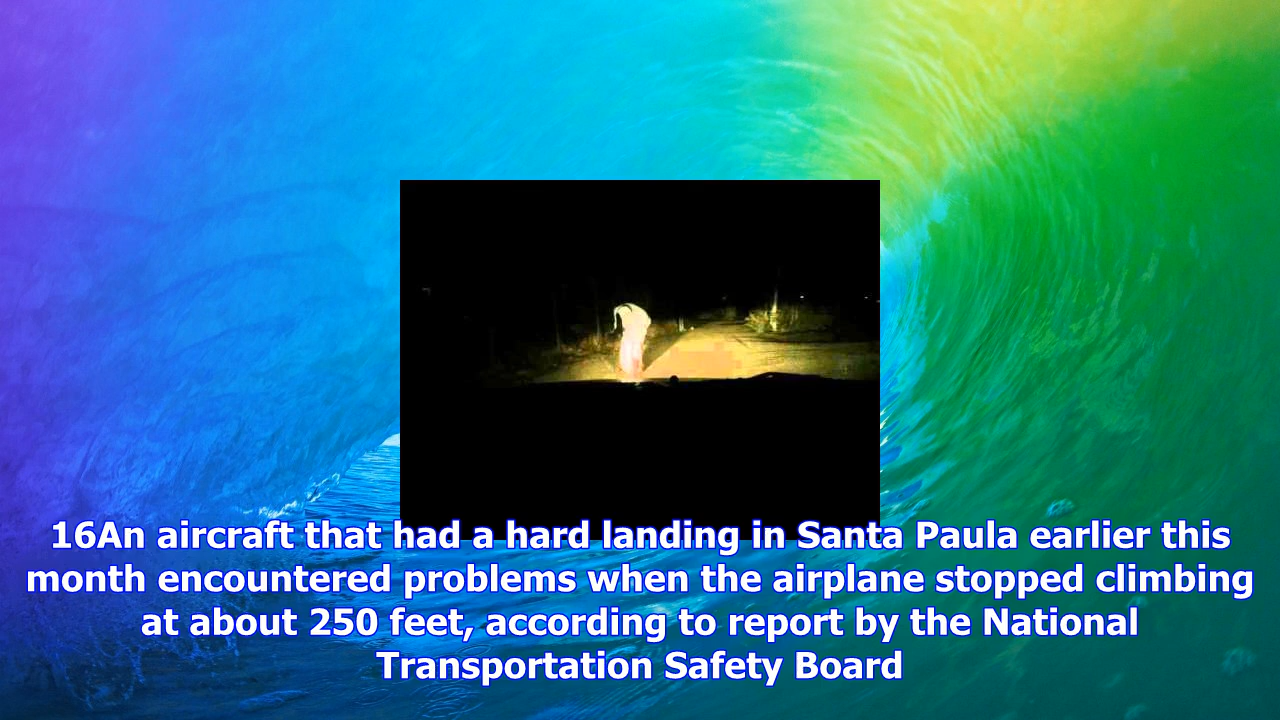 16An aircraft that had a hard landing in Santa Paula earlier this
month encountered problems when the airplane stopped climbing
at about 250 feet, according to report by the National
Transportation Safety Board